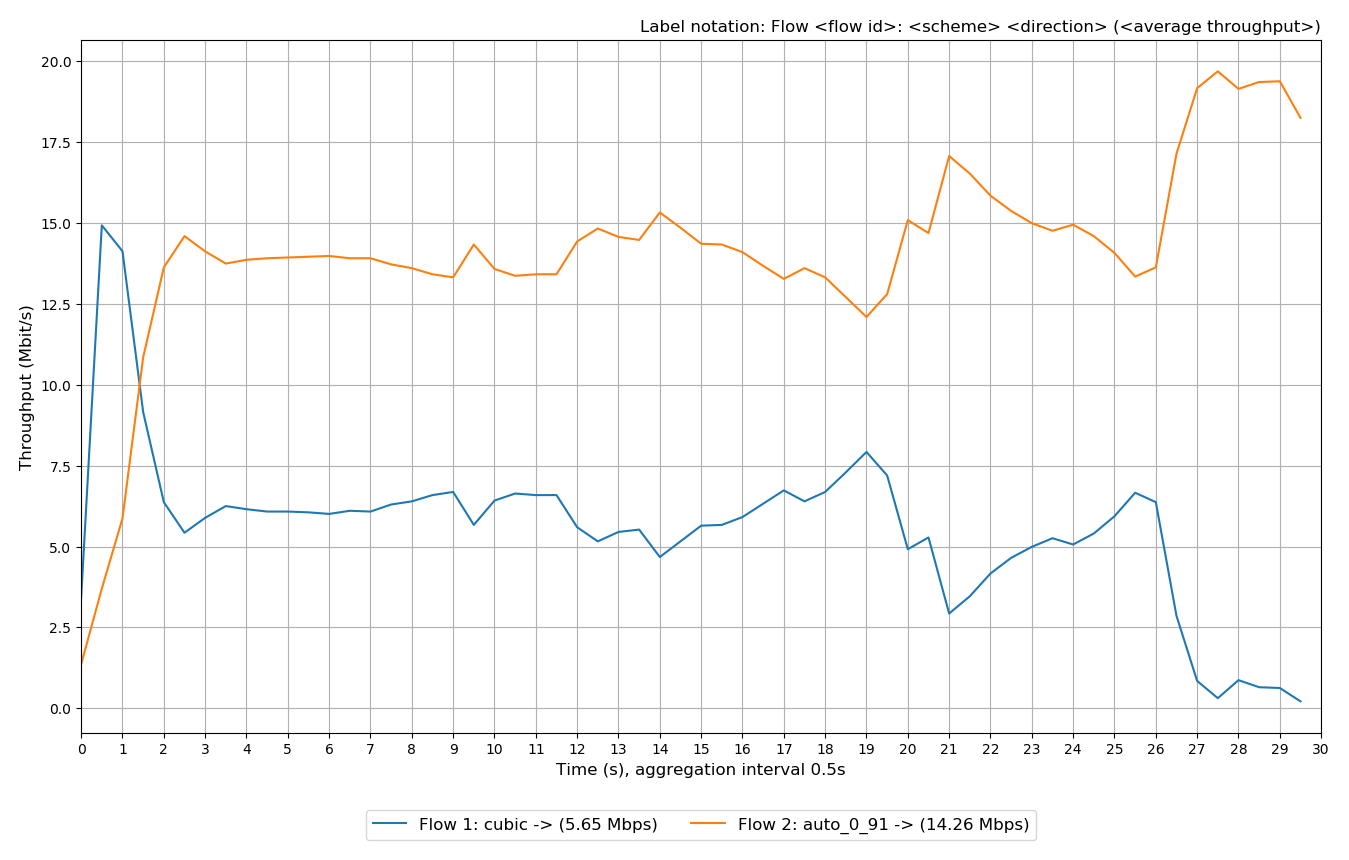 Label notation: Flow <flow id>: <scheme> <direction> (<average throughput>)
20.0
17.5
15.0
12.5
10.0
7.5
5.0
2.5
0.0
Throughput (Mbit/s)
0 1 2 3 4 5 6 7 8 9 10 11 12 13 14 15 16 17 18 19 20 21 22 23 24 25 26 27 28 29 30
Time (s), aggregation interval 0.5s
Flow 1: cubic -> (5.65 Mbps) Flow 2: auto_0_91 -> (14.26 Mbps)